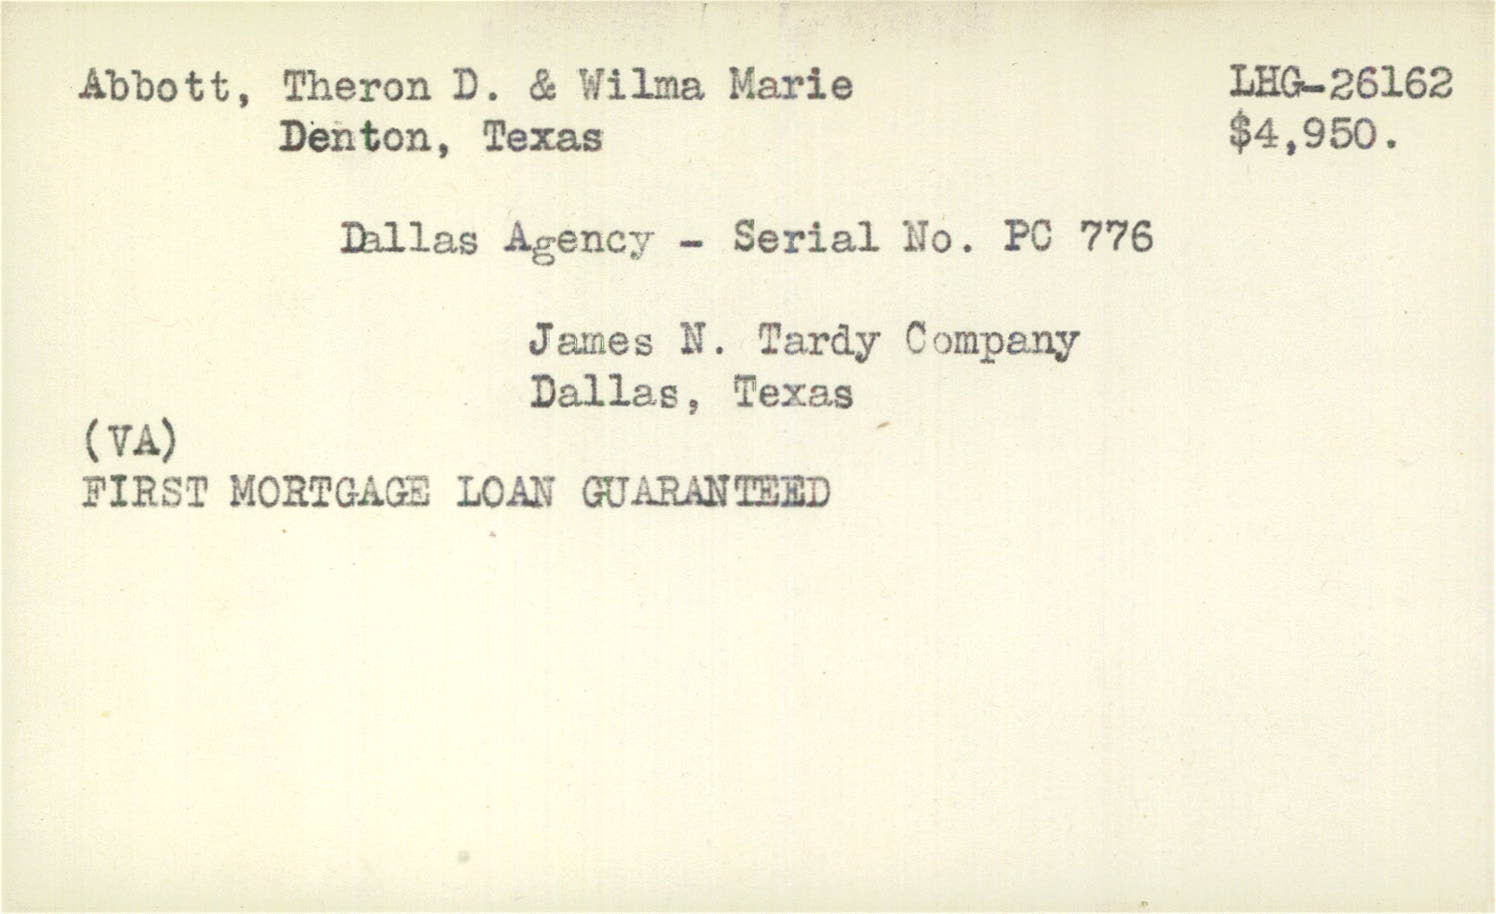 Abbott, Theron D. & Wilma Marie LHG-26162
Denton, Texas $4,950.
Dallas Agency - Serial No. PC 776
James N. Tardy Company
Dallas, Texas
(VA)
FIRST MORTGAGE LOAN GUARANTEED